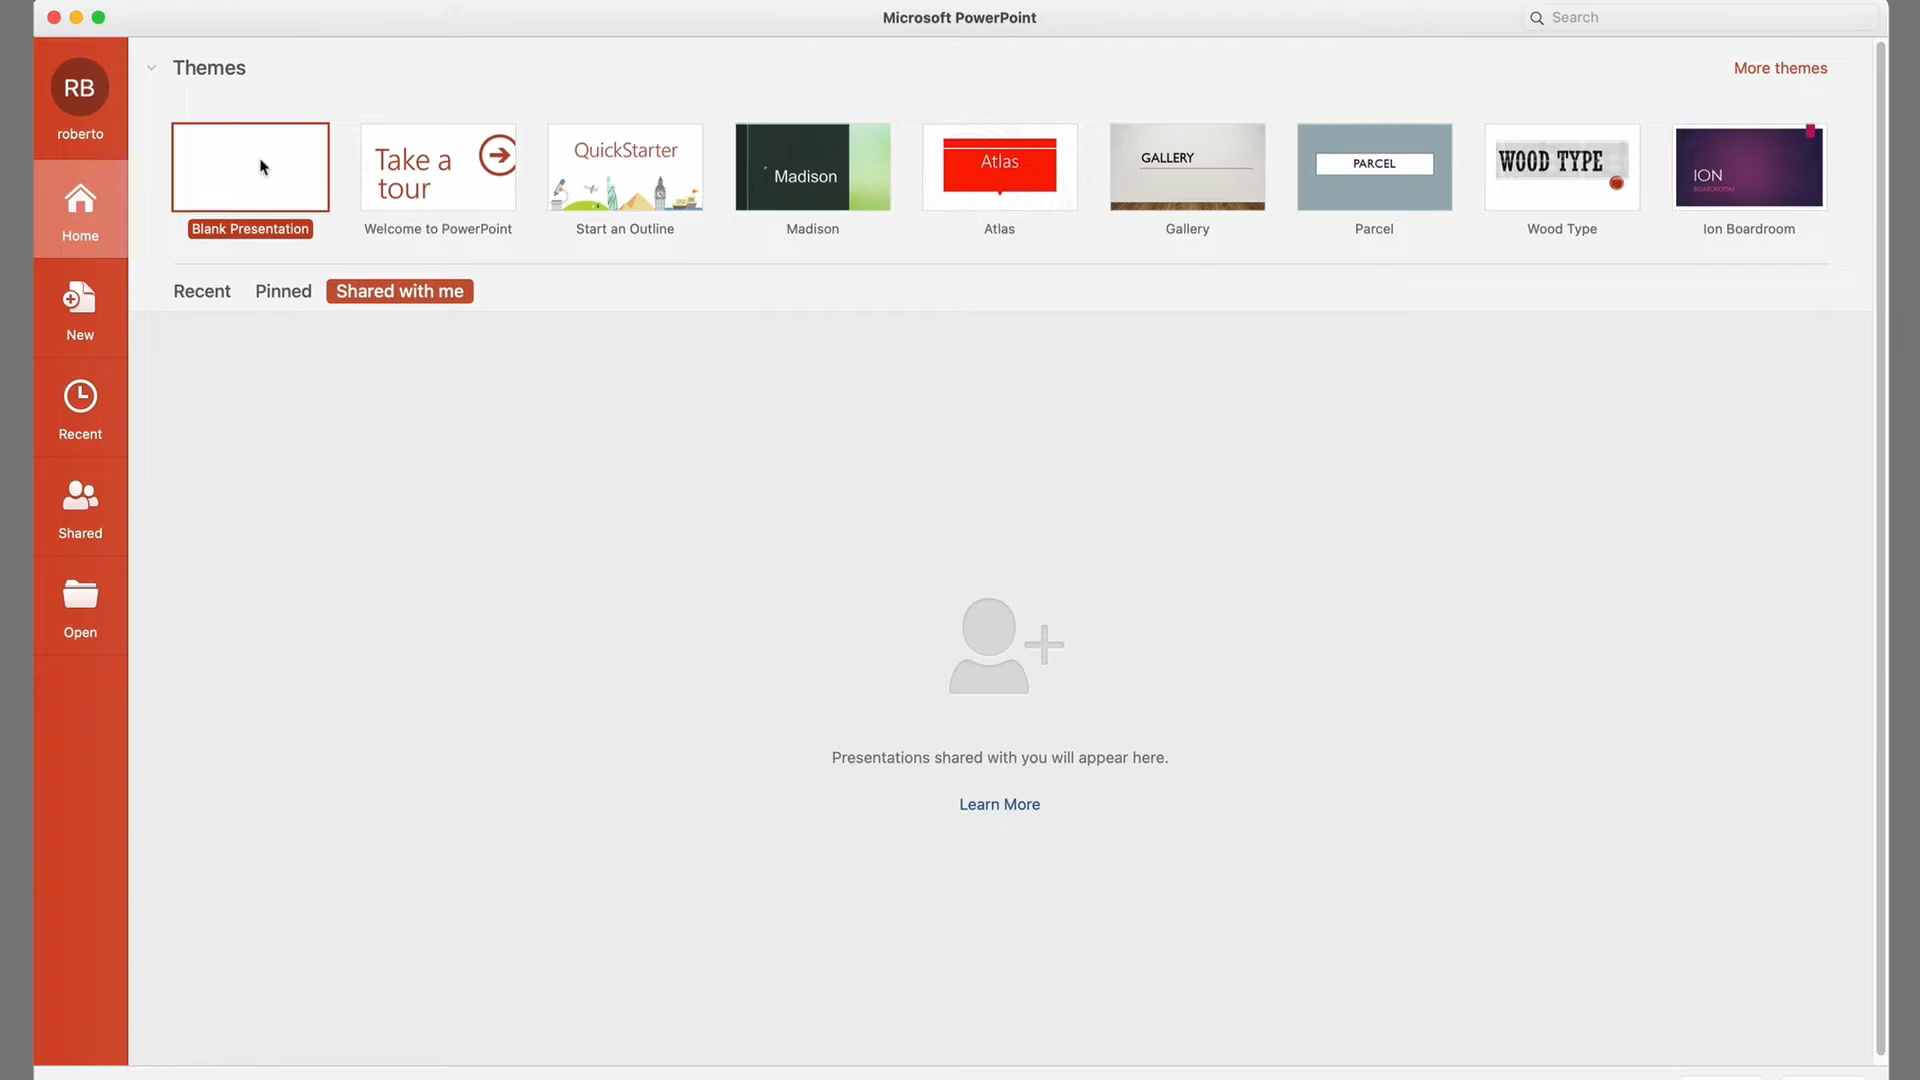 Microsoft PowerPoint
Search
RB
roberto
Home
New
Recent
Shared
Open
Themes
More themes
Take a
tour
QuickStarter
Madison
Atlas
GALLERY
PARCEL
WOOD TYPE
ION
BOARDROOM
Blank Presentation
Welcome to PowerPoint
Start an Outline
Madison
Atlas
Gallery
Parcel
Wood Type
Ion Boardroom
Recent
Pinned
Shared with me
Presentations shared with you will appear here.
Learn More